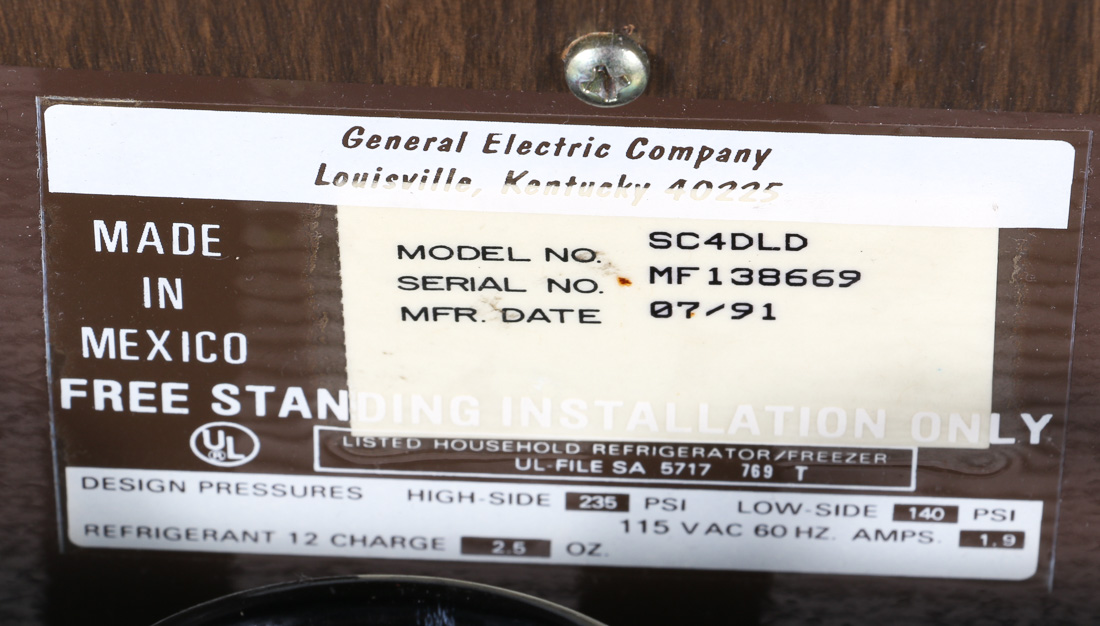 General Electric Company
Louisville, Kentucky 40225
MADE
IN
MEXICO
MODEL NO. SC4DLD
SERIAL NO. MF138669
MFR. DATE 07/91
FREE STANDING INSTALLATION ONLY
UL
LISTED HOUSEHOLD REFRIGERATOR/FREEZER
UL-FILE SA 5717 769 T
DESIGN PRESSURES HIGH-SIDE 235 PSI LOW-SIDE 140 PSI
REFRIGERANT 12 CHARGE 2.5 OZ. 115 VAC 60 HZ. AMPS. 1.9